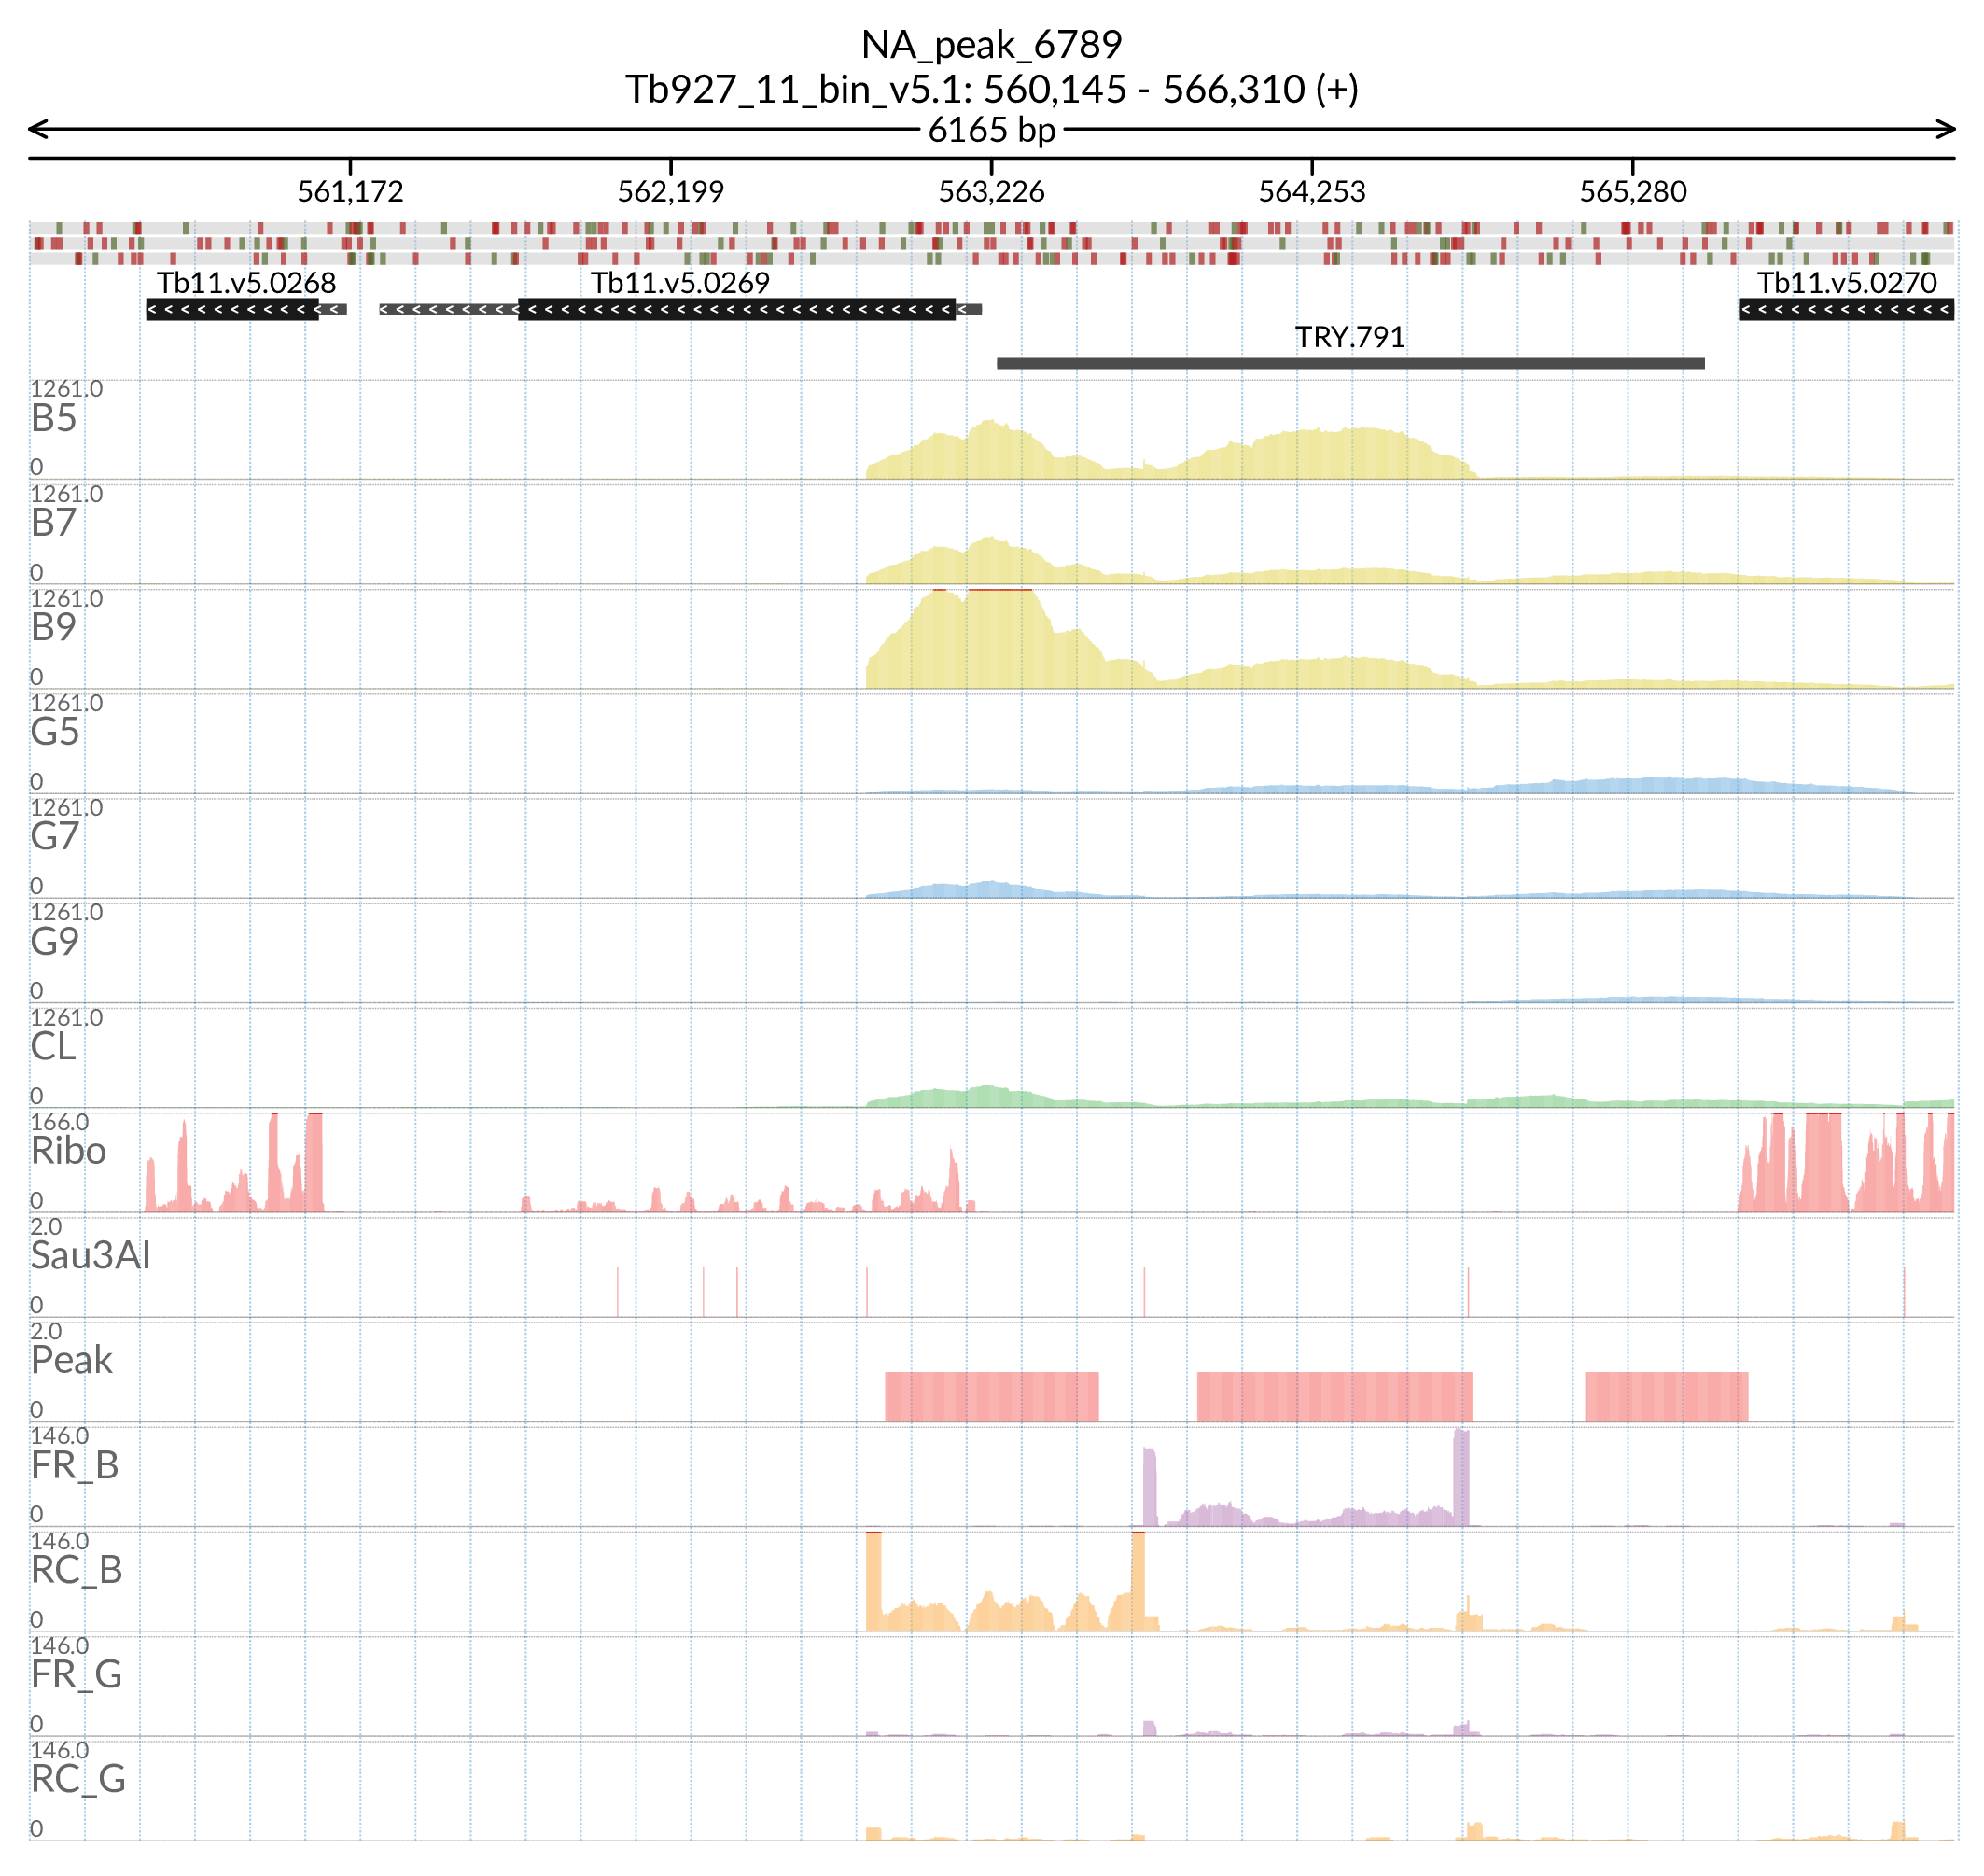 NA_peak_6789
Tb927_11_bin_v5.1: 560,145 - 566,310 (+)
6165 bp
561,172 562,199 563,226 564,253 565,280
Tb11.v5.0268 Tb11.v5.0269 Tb11.v5.0270
TRY.791
1261.0
B5
0
1261.0
B7
0
1261.0
B9
0
1261.0
G5
0
1261.0
G7
0
1261.0
G9
0
1261.0
CL
0
166.0
Ribo
0
2.0
Sau3AI
0
2.0
Peak
0
146.0
FR_B
0
146.0
RC_B
0
146.0
FR_G
0
146.0
RC_G
0